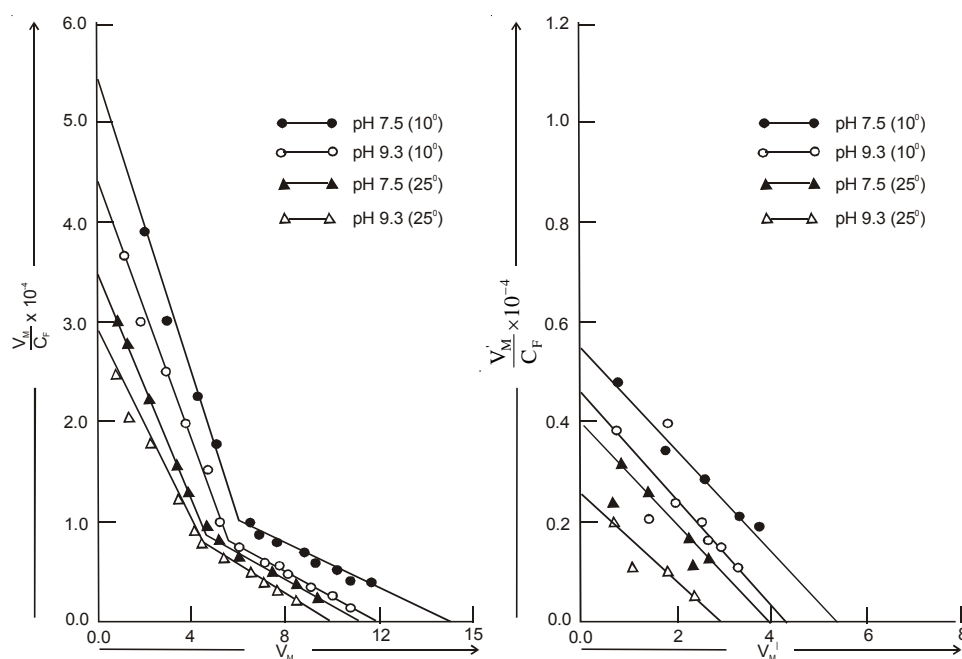 6.0
5.0
4.0
3.0
2.0
1.0
0.0
V_M / C_F x 10⁻⁴
pH 7.5 (10⁰)
pH 9.3 (10⁰)
pH 7.5 (25⁰)
pH 9.3 (25⁰)
0.0 4 8 12 15
V_M
1.2
1.0
0.8
0.6
0.4
0.2
0.0
V'_M / C_F ×10⁻⁴
pH 7.5 (10⁰)
pH 9.3 (10⁰)
pH 7.5 (25⁰)
pH 9.3 (25⁰)
0 2 4 6 8
V_M^I